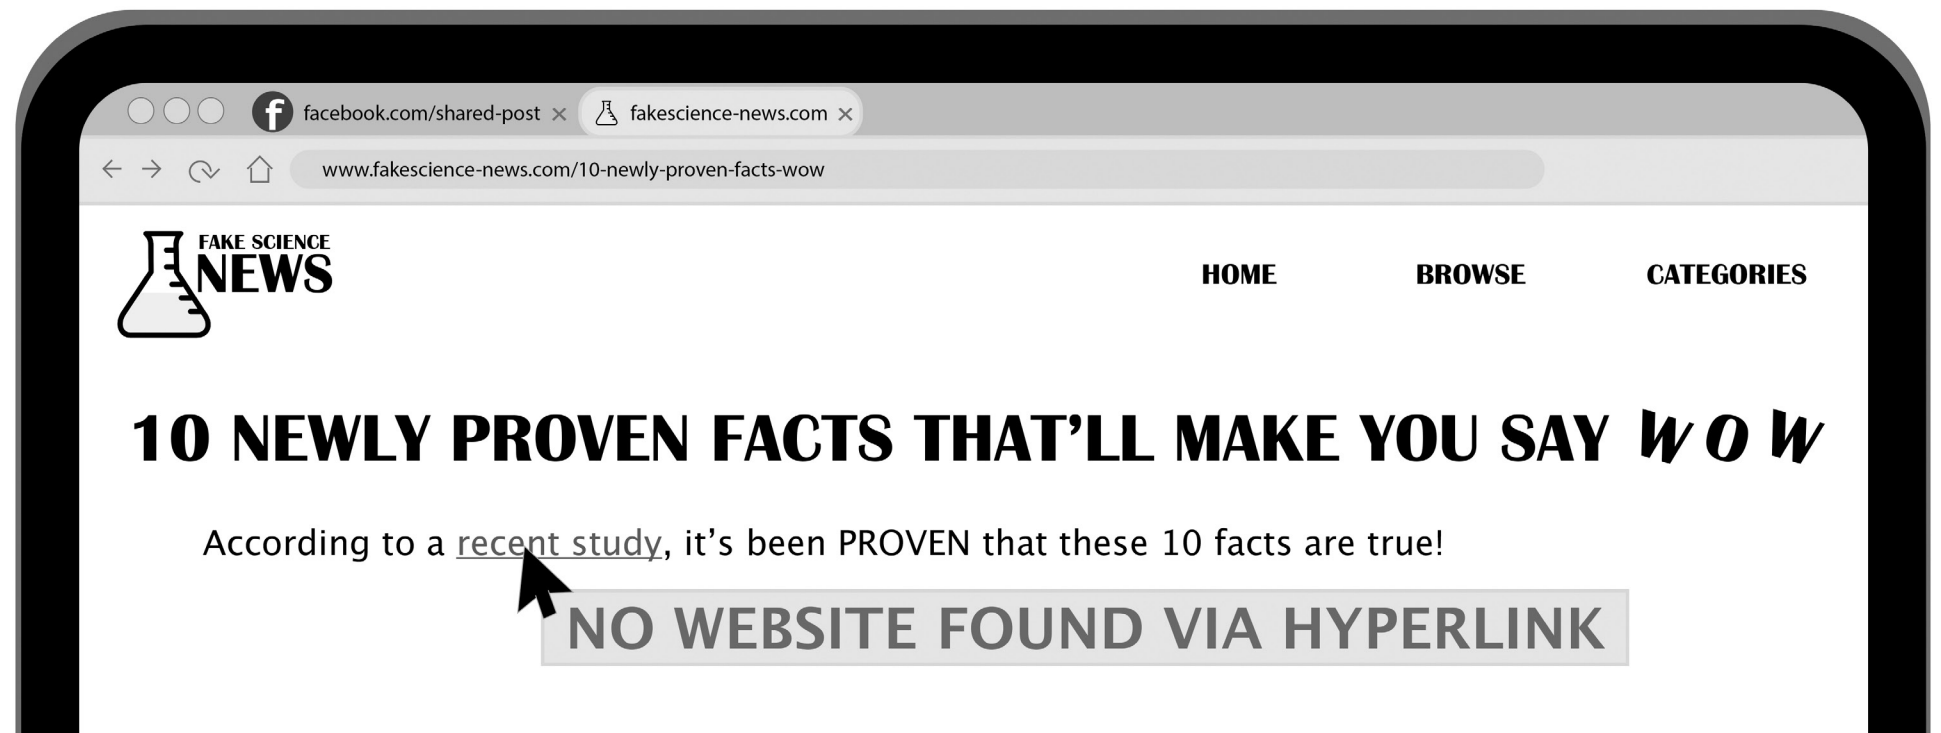 facebook.com/shared-post
fakescience-news.com
www.fakescience-news.com/10-newly-proven-facts-wow
FAKE SCIENCE
NEWS
HOME
BROWSE
CATEGORIES
10 NEWLY PROVEN FACTS THAT’LL MAKE YOU SAY WOW
According to a recent study, it’s been PROVEN that these 10 facts are true!
NO WEBSITE FOUND VIA HYPERLINK